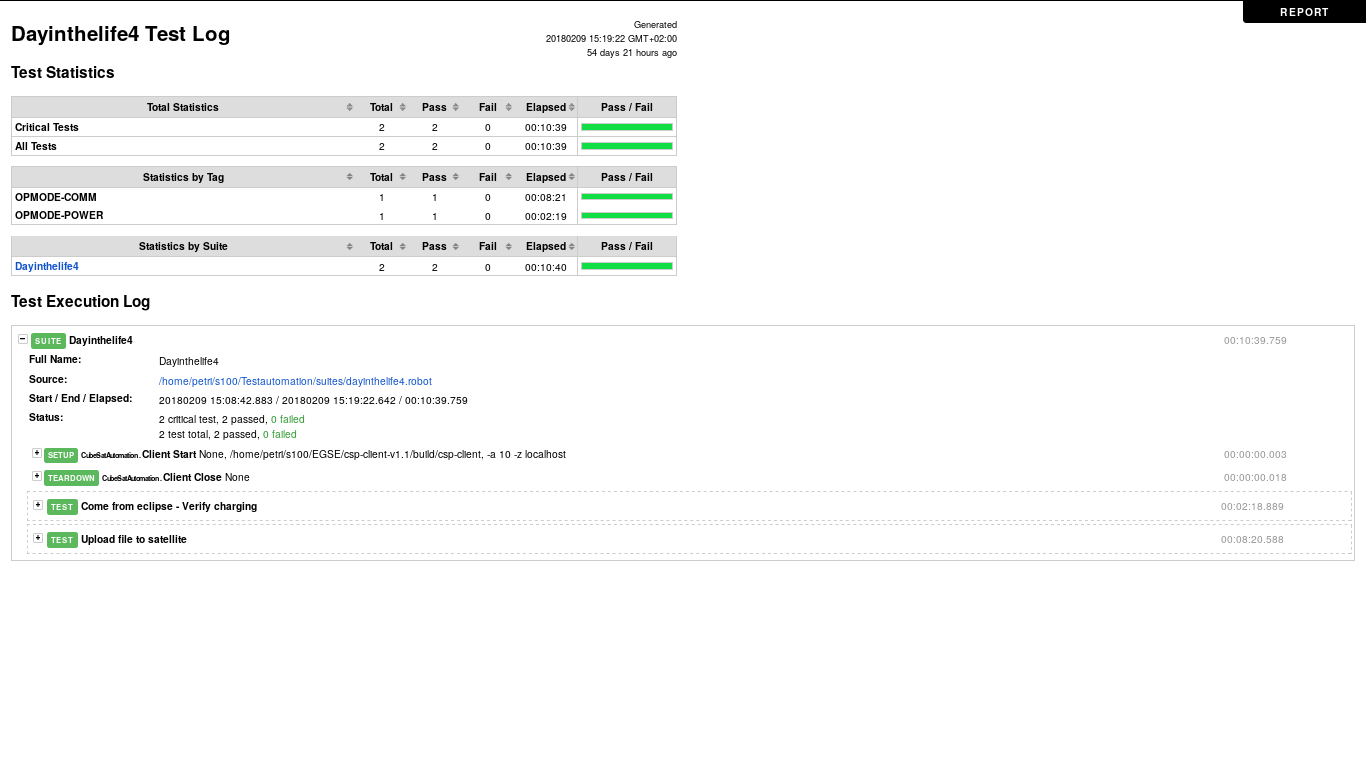 REPORT
Dayinthelife4 Test Log
Generated
20180209 15:19:22 GMT+02:00
54 days 21 hours ago
Test Statistics
Total Statistics Total Pass Fail Elapsed Pass / Fail
Critical Tests 2 2 0 00:10:39
All Tests 2 2 0 00:10:39
Statistics by Tag Total Pass Fail Elapsed Pass / Fail
OPMODE-COMM 1 1 0 00:08:21
OPMODE-POWER 1 1 0 00:02:19
Statistics by Suite Total Pass Fail Elapsed Pass / Fail
Dayinthelife4 2 2 0 00:10:40
Test Execution Log
SUITE Dayinthelife4 00:10:39.759
Full Name: Dayinthelife4
Source: /home/petri/s100/Testautomation/suites/dayinthelife4.robot
Start / End / Elapsed: 20180209 15:08:42.883 / 20180209 15:19:22.642 / 00:10:39.759
Status: 2 critical test, 2 passed, 0 failed
2 test total, 2 passed, 0 failed
SETUP CubeSatAutomation. Client Start None, /home/petri/s100/EGSE/csp-client-v1.1/build/csp-client, -a 10 -z localhost 00:00:00.003
TEARDOWN CubeSatAutomation. Client Close None 00:00:00.018
TEST Come from eclipse - Verify charging 00:02:18.889
TEST Upload file to satellite 00:08:20.588